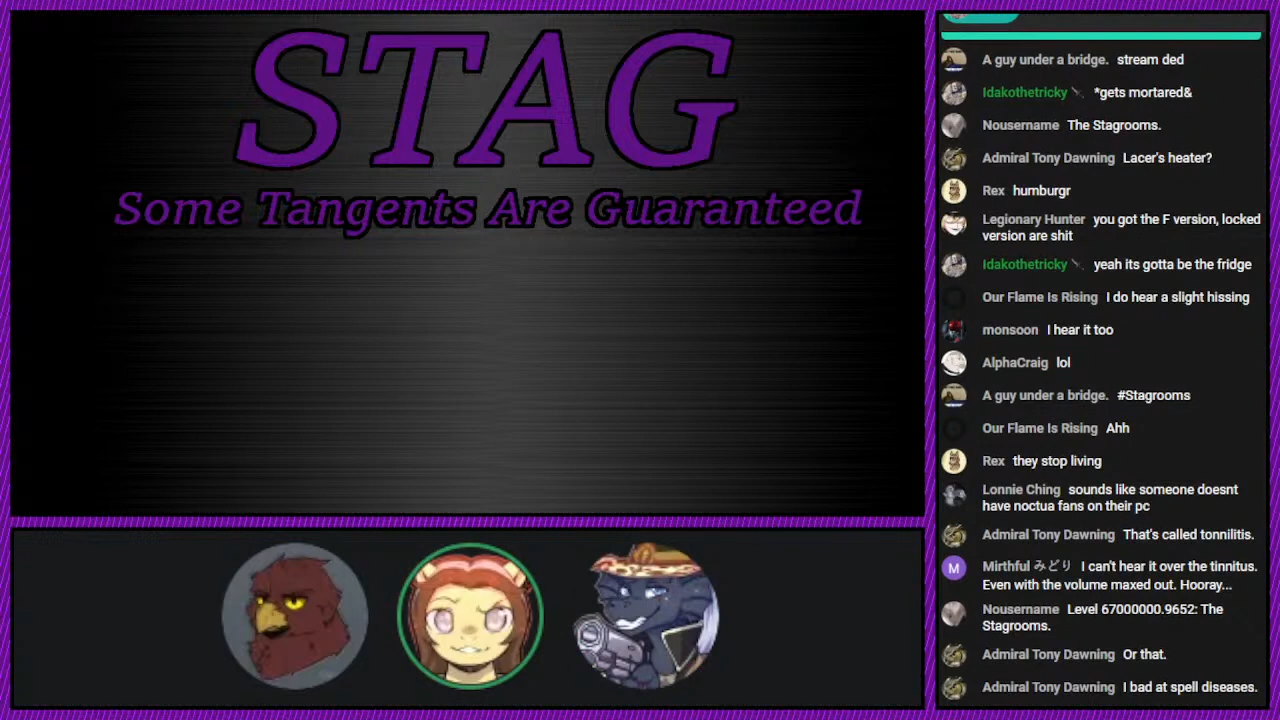 STAG
Some Tangents Are Guaranteed
A guy under a bridge. stream ded
Idakothetricky *gets mortared&
Nousername The Stagrooms.
Admiral Tony Dawning Lacer's heater?
Rex humburgr
Legionary Hunter you got the F version, locked
version are shit
Idakothetricky yeah its gotta be the fridge
Our Flame Is Rising I do hear a slight hissing
monsoon I hear it too
AlphaCraig lol
A guy under a bridge. #Stagrooms
Our Flame Is Rising Ahh
Rex they stop living
Lonnie Ching sounds like someone doesnt
have noctua fans on their pc
Admiral Tony Dawning That's called tonnilitis.
M Mirthful みどり I can't hear it over the tinnitus.
Even with the volume maxed out. Hooray...
Nousername Level 67000000.9652: The
Stagrooms.
Admiral Tony Dawning Or that.
Admiral Tony Dawning I bad at spell diseases.